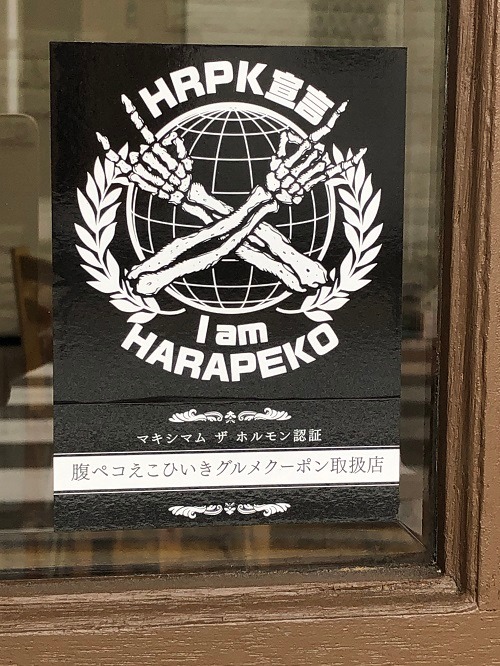 HRPK宣言
I am
HARAPEKO
マキシマム ザ ホルモン認証
腹ペコえこひいきグルメクーポン取扱店